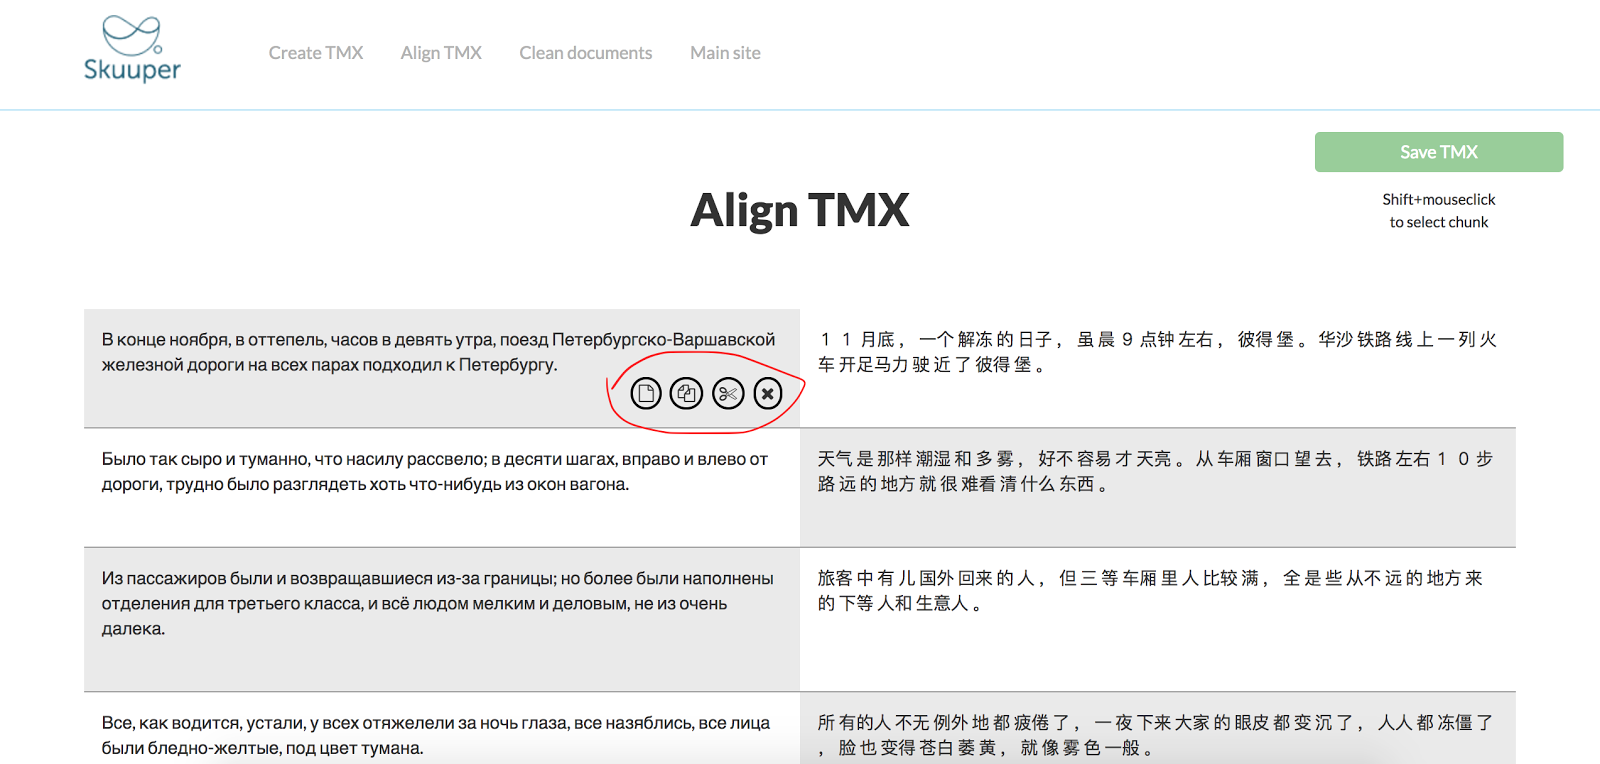 Skuuper
Create TMX
Align TMX
Clean documents
Main site
Save TMX
Shift+mouseclick
to select chunk
Align TMX
В конце ноября, в оттепель, часов в девять утра, поезд Петербургско-Варшавской
железной дороги на всех парах подходил к Петербургу.
11月底，一个解冻的日子，虽晨9点钟左右，彼得堡。华沙铁路线上一列火
车开足马力驶近了彼得堡。
Было так сыро и туманно, что насилу рассвело; в десяти шагах, вправо и влево от
дороги, трудно было разглядеть хоть что-нибудь из окон вагона.
天气是那样潮湿和多雾，好不容易才天亮。从车厢窗口望去，铁路左右10步
路远的地方就很难看清什么东西。
Из пассажиров были и возвращавшиеся из-за границы; но более были наполнены
отделения для третьего класса, и всё людом мелким и деловым, не из очень
далека.
旅客中有儿国外回来的人，但三等车厢里人比较满，全是些从不远的地方来
的下等人和生意人。
Все, как водится, устали, у всех отяжелели за ночь глаза, все назяблись, все лица
были бледно-желтые, под цвет тумана.
所有的人不无例外地都疲倦了，一夜下来大家的眼皮都变沉了，人人都冻僵了
，脸也变得苍白萎黄，就像雾色一般。